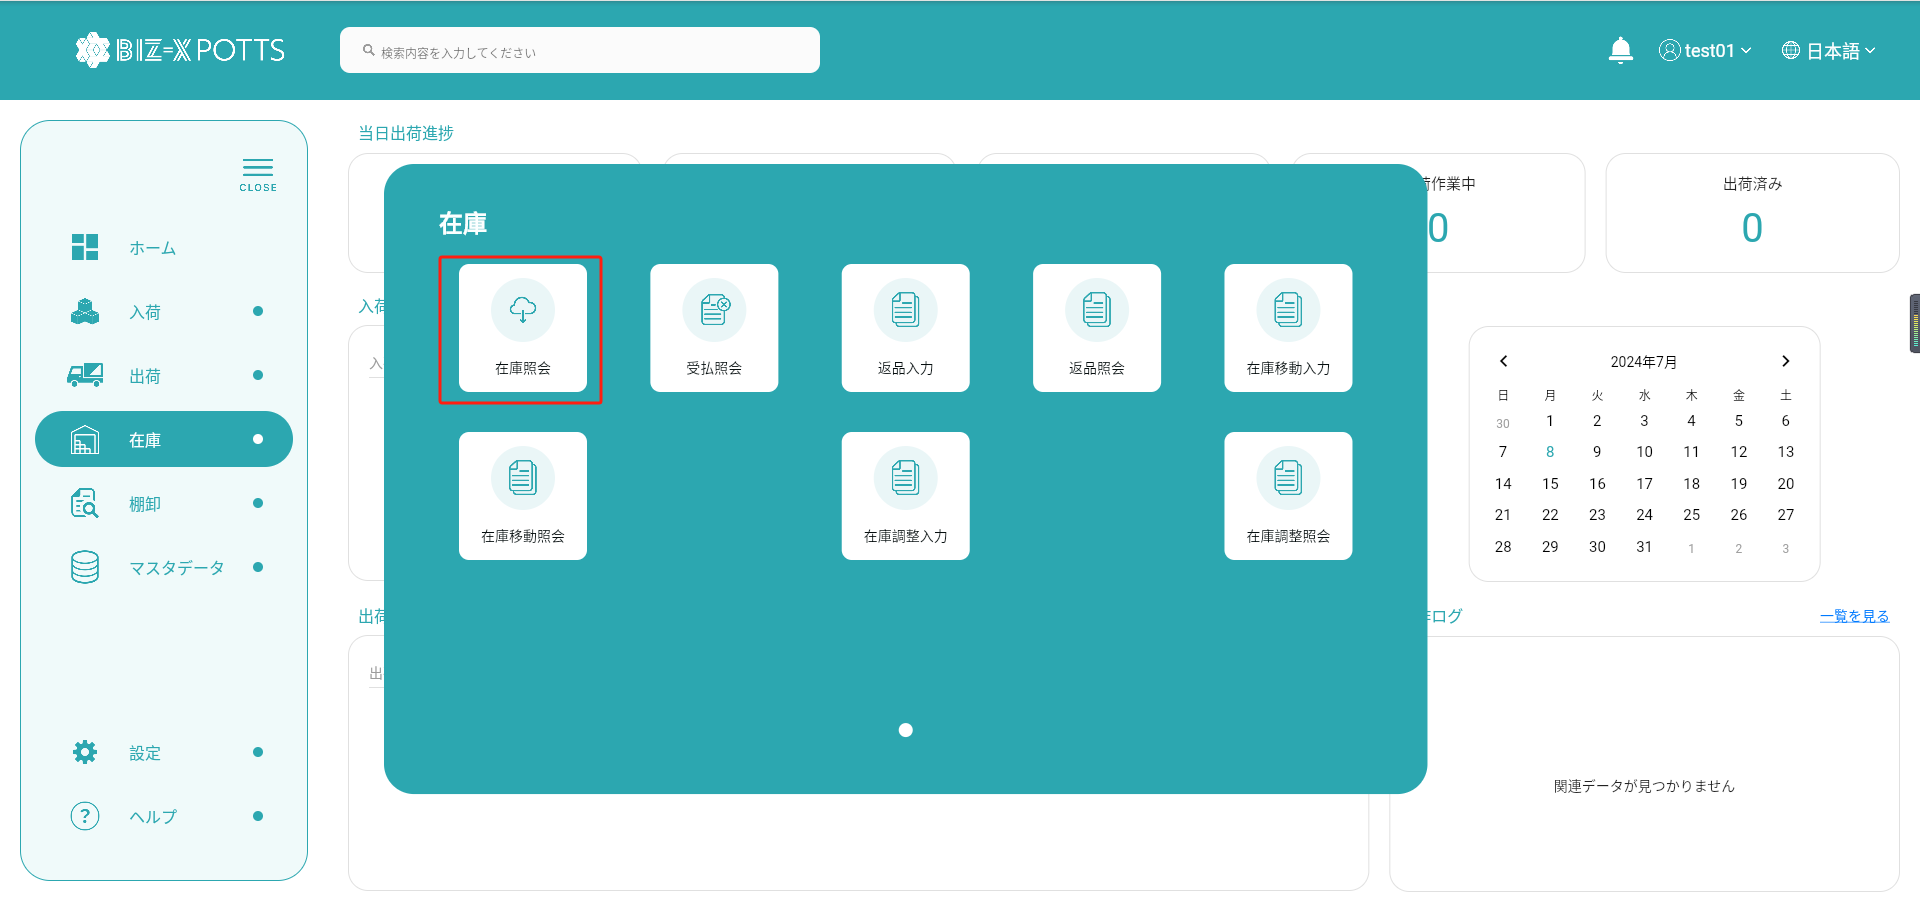 BIZ-X POTTS
検索内容を入力してください
test01
日本語
CLOSE
ホーム
入荷
出荷
在庫
棚卸
マスタデータ
設定
ヘルプ
?
当日出荷進捗
作業中
0
出荷済み
0
入荷
入
出荷
出
在庫
在庫照会
受払照会
返品入力
返品照会
在庫移動入力
在庫移動照会
在庫調整入力
在庫調整照会
2024年7月
日 月 火 水 木 金 土
30 1 2 3 4 5 6
7 8 9 10 11 12 13
14 15 16 17 18 19 20
21 22 23 24 25 26 27
28 29 30 31 1 2 3
ログ
一覧を見る
関連データが見つかりません